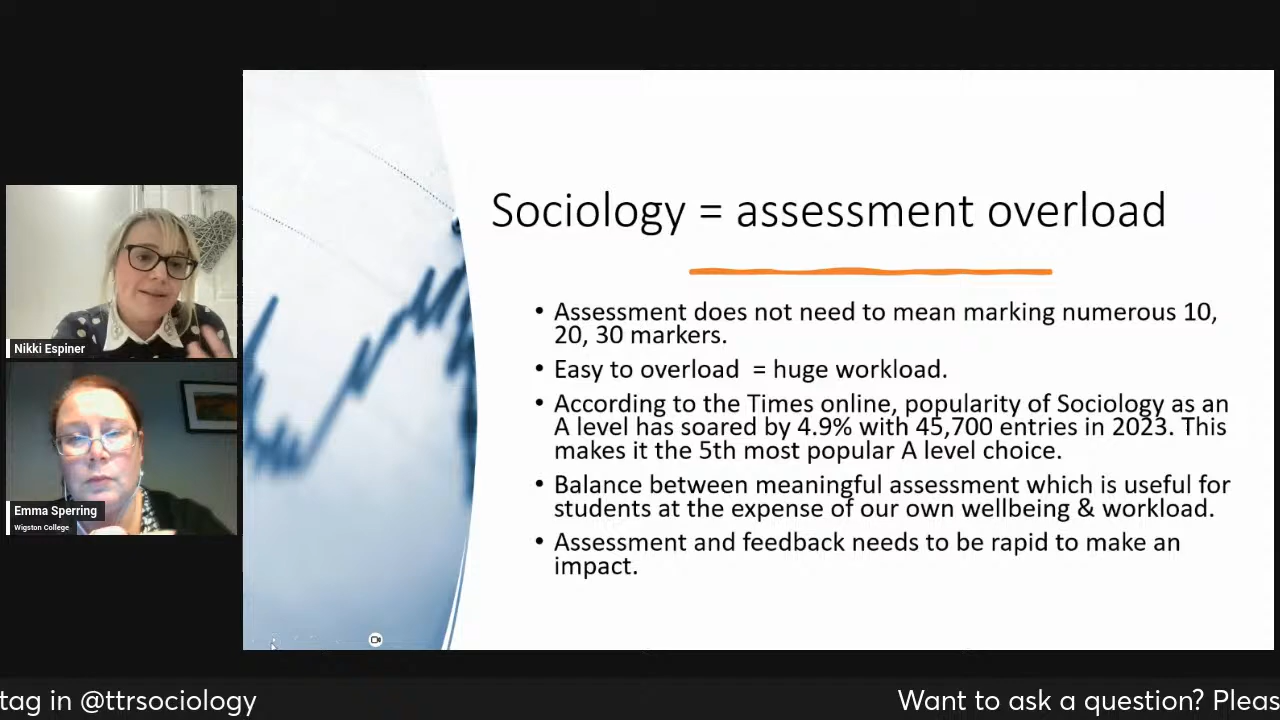 Sociology = assessment overload
• Assessment does not need to mean marking numerous 10,
20, 30 markers.
• Easy to overload = huge workload.
• According to the Times online, popularity of Sociology as an
A level has soared by 4.9% with 45,700 entries in 2023. This
makes it the 5th most popular A level choice.
• Balance between meaningful assessment which is useful for
students at the expense of our own wellbeing & workload.
• Assessment and feedback needs to be rapid to make an
impact.
Nikki Espiner
Emma Sperring
Wigston College
tag in @ttrsociology
Want to ask a question? Pleas